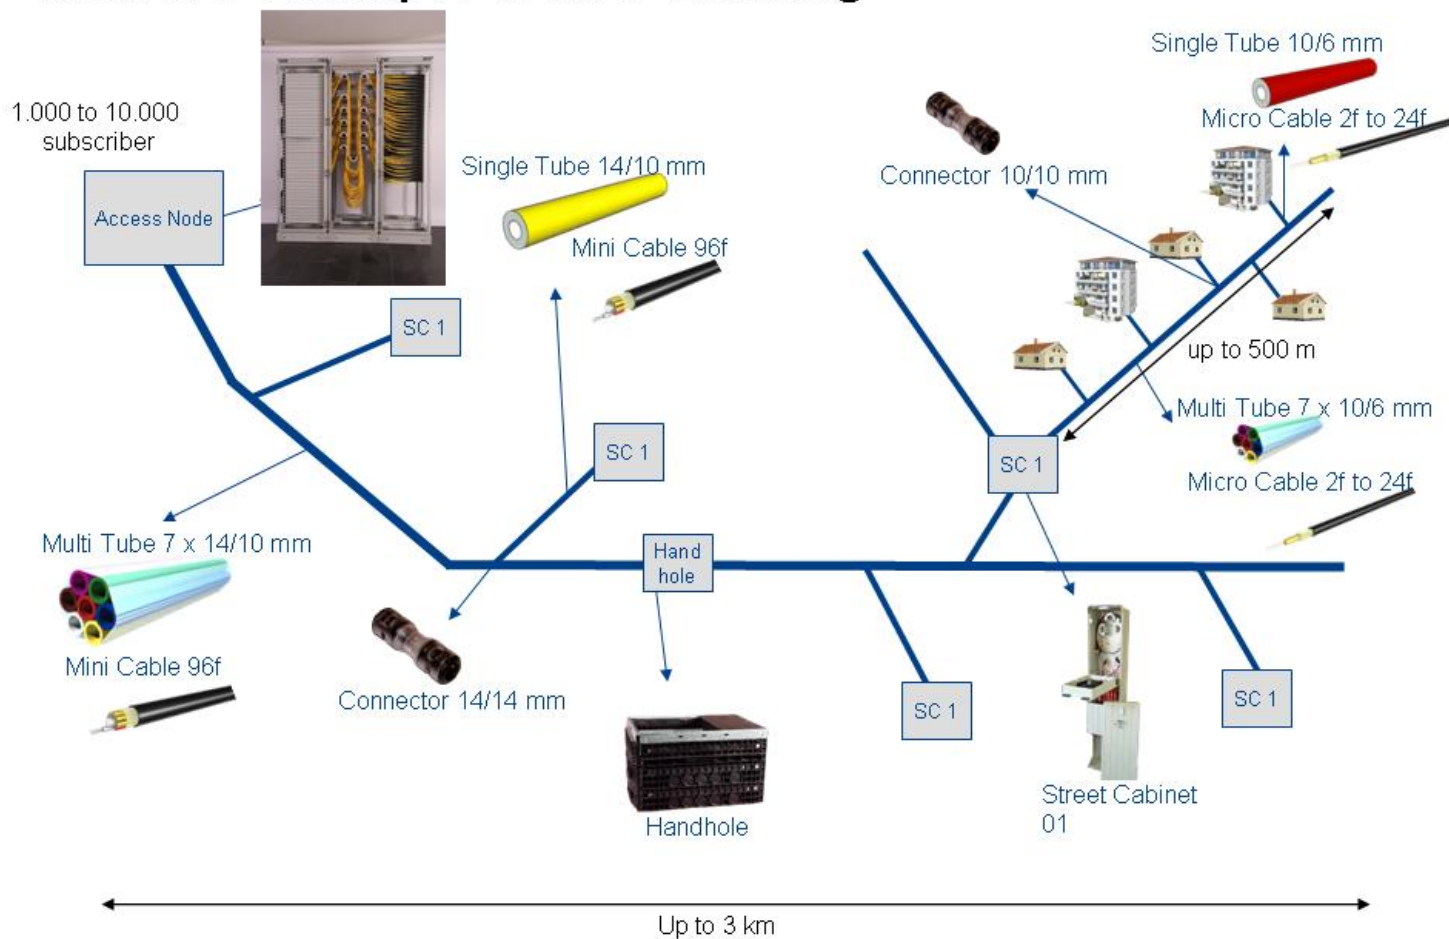 Single Tube 10/6 mm
1.000 to 10.000
subscriber
Micro Cable 2f to 24f
Single Tube 14/10 mm
Connector 10/10 mm
Access Node
Mini Cable 96f
SC 1
up to 500 m
Multi Tube 7 x 10/6 mm
SC 1
SC 1
Micro Cable 2f to 24f
Multi Tube 7 x 14/10 mm
Hand
hole
Mini Cable 96f
Connector 14/14 mm
SC 1
SC 1
Street Cabinet
01
Handhole
Up to 3 km